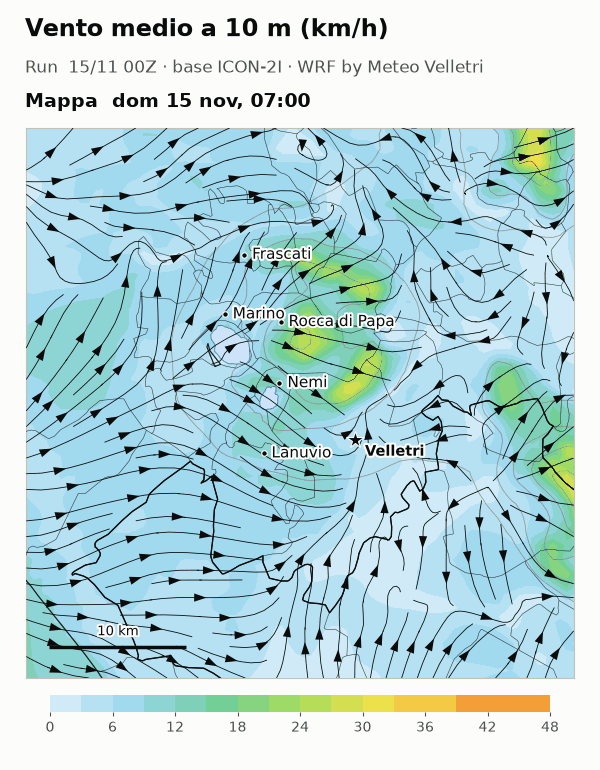 Vento medio a 10 m (km/h)
Run  15/11 00Z · base ICON-2I · WRF by Meteo Velletri
Mappa  dom 15 nov, 07:00
Frascati
Marino
Rocca di Papa
Nemi
Velletri
Lanuvio
10 km
0 6 12 18 24 30 36 42 48